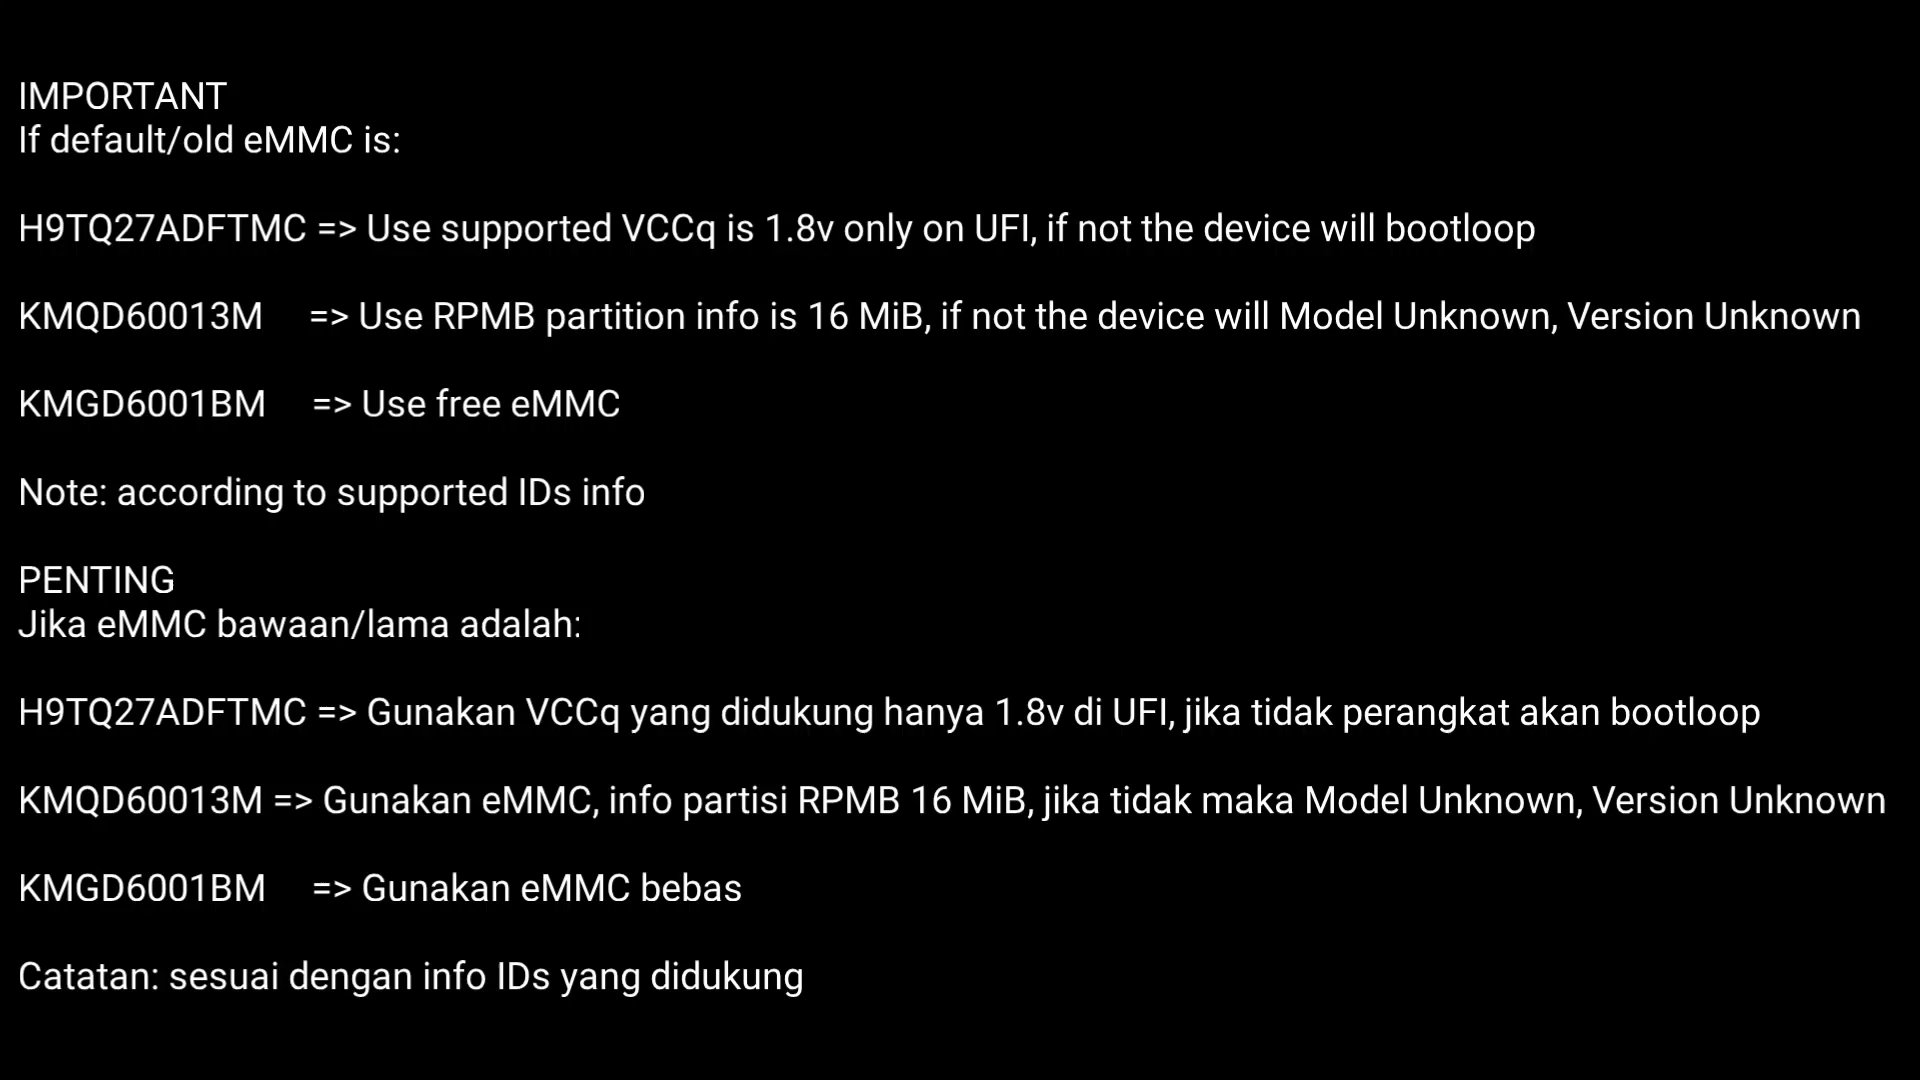 IMPORTANT
If default/old eMMC is:
H9TQ27ADFTMC => Use supported VCCq is 1.8v only on UFI, if not the device will bootloop
KMQD60013M => Use RPMB partition info is 16 MiB, if not the device will Model Unknown, Version Unknown
KMGD6001BM => Use free eMMC
Note: according to supported IDs info
PENTING
Jika eMMC bawaan/lama adalah:
H9TQ27ADFTMC => Gunakan VCCq yang didukung hanya 1.8v di UFI, jika tidak perangkat akan bootloop
KMQD60013M => Gunakan eMMC, info partisi RPMB 16 MiB, jika tidak maka Model Unknown, Version Unknown
KMGD6001BM => Gunakan eMMC bebas
Catatan: sesuai dengan info IDs yang didukung